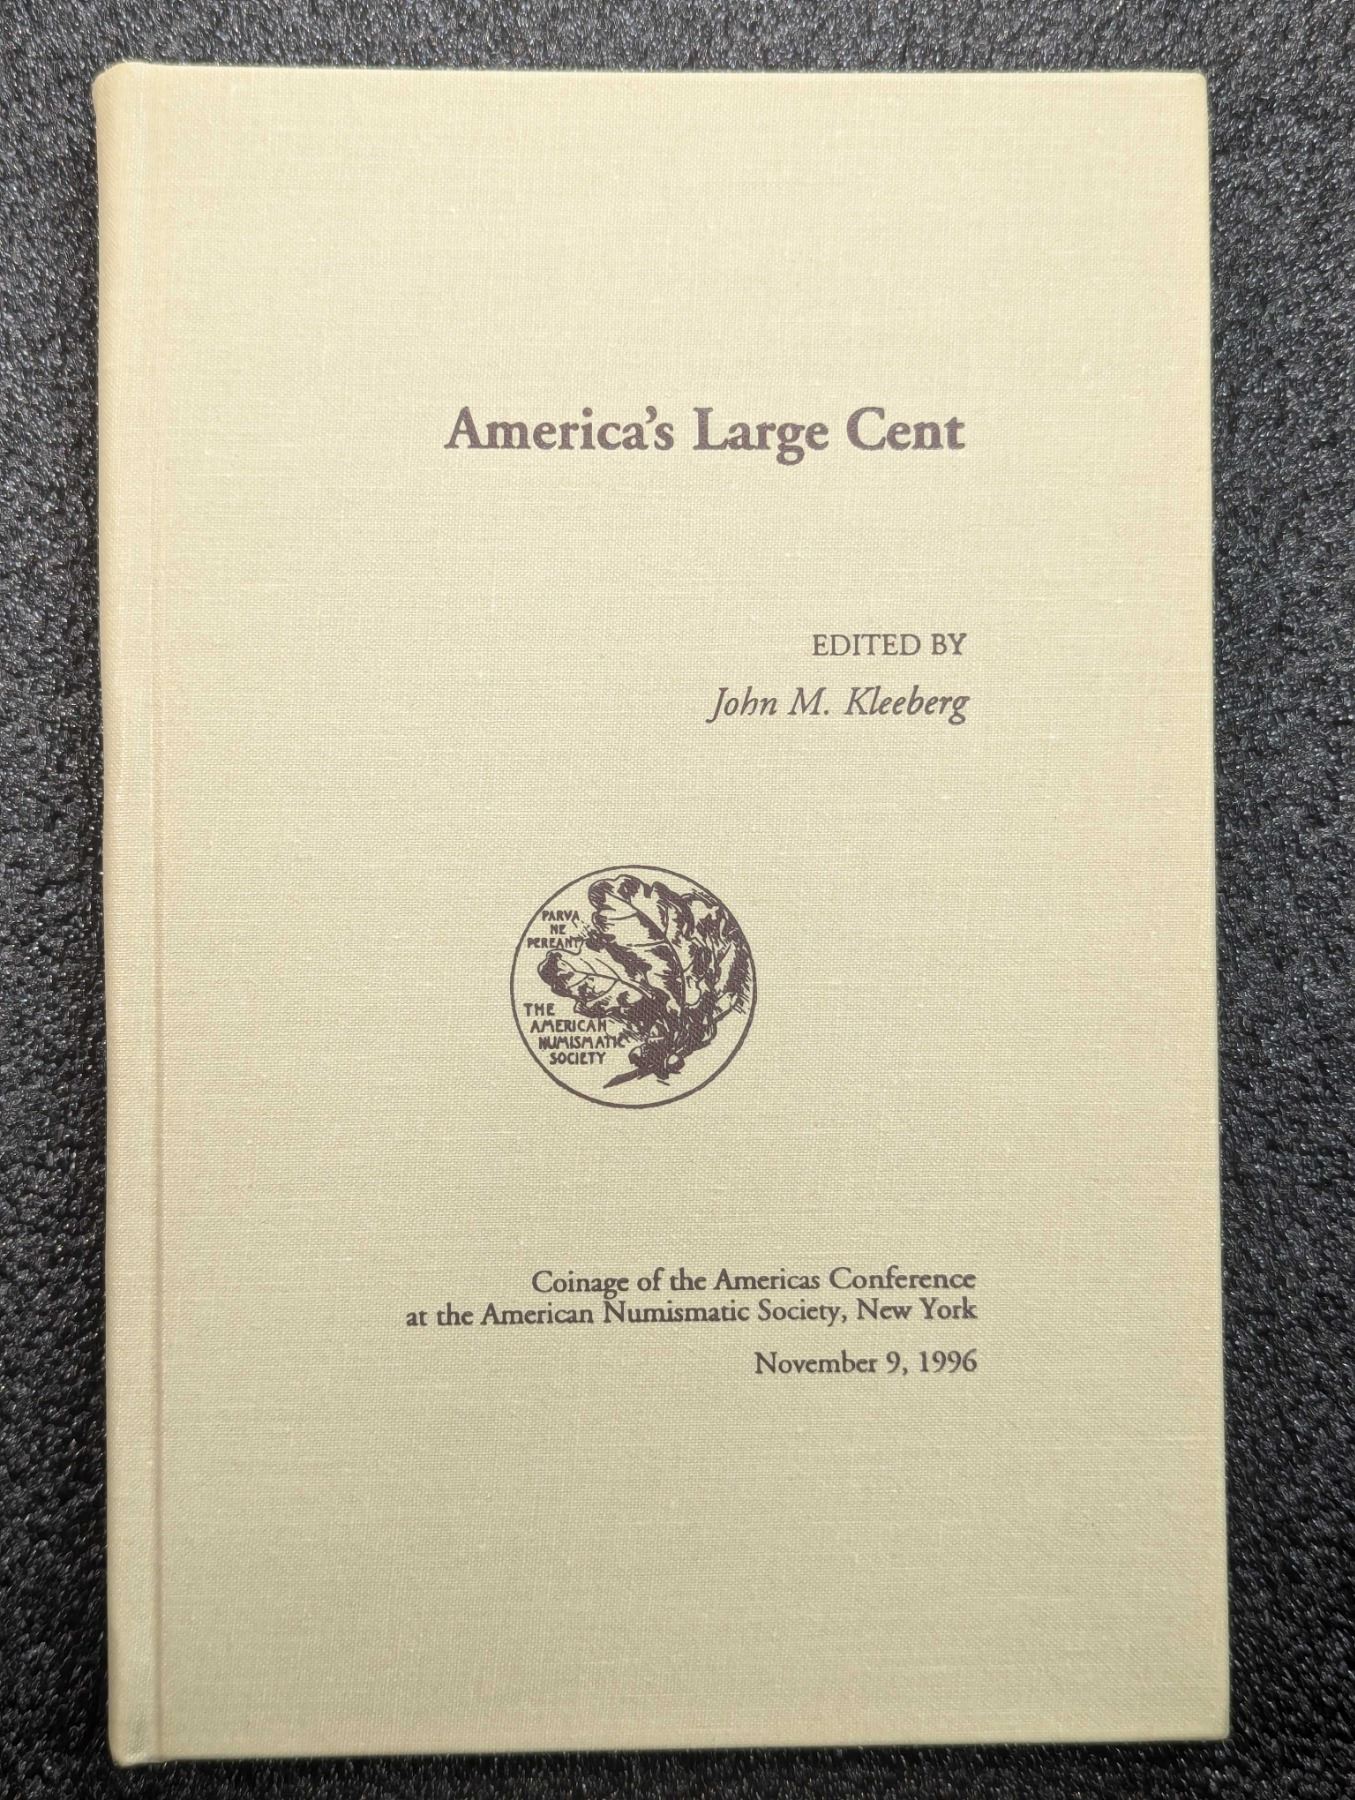 America's Large Cent
EDITED BY
John M. Kleeberg
PARVA
NE
PEREANT
THE
AMERICAN
NUMISMATIC
SOCIETY
Coinage of the Americas Conference
at the American Numismatic Society, New York
November 9, 1996